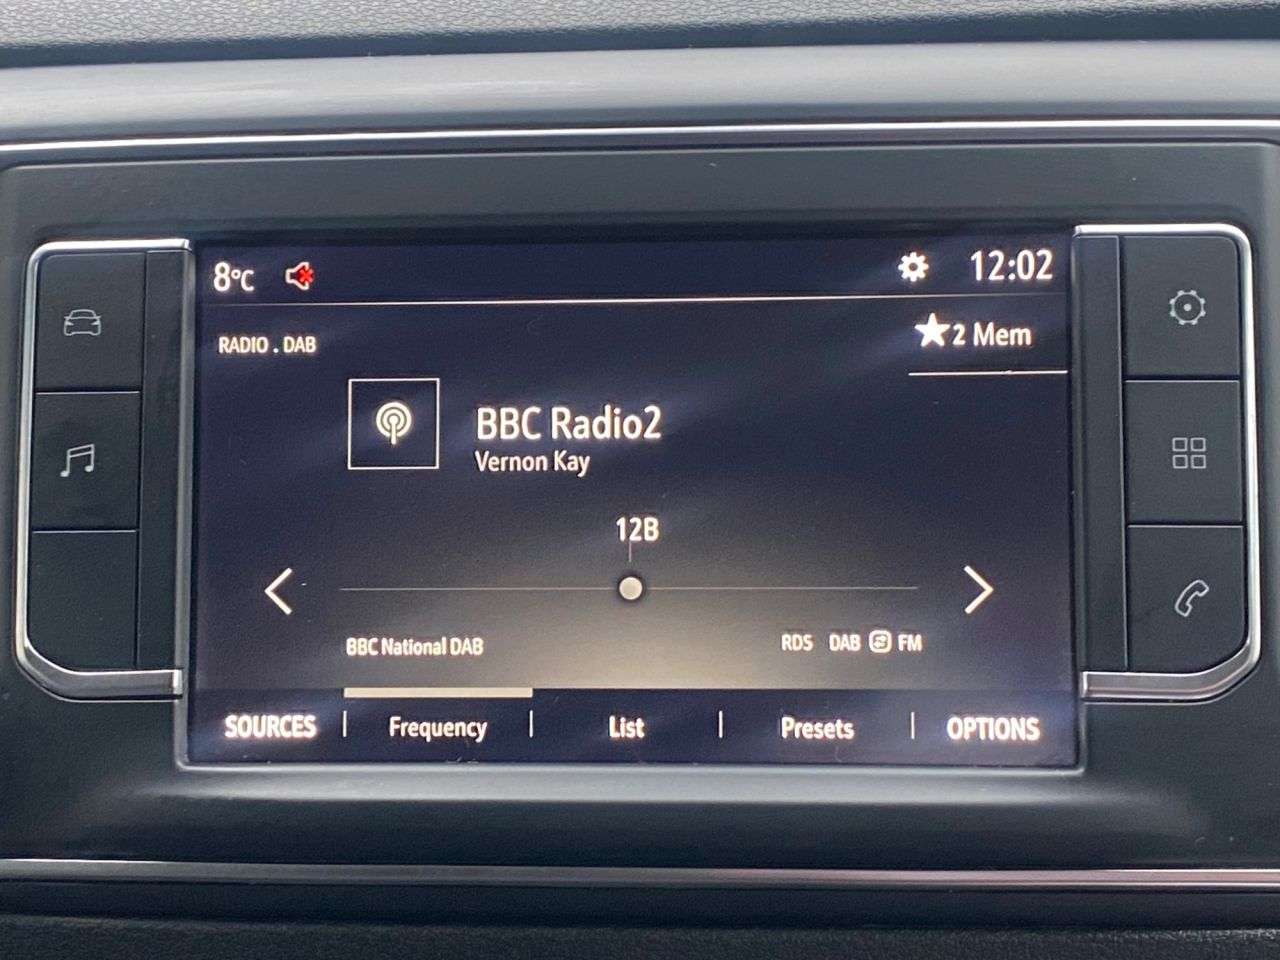 8°C 12:02
RADIO . DAB
2 Mem
BBC Radio2
Vernon Kay
12B
BBC National DAB
RDS DAB FM
SOURCES Frequency List Presets OPTIONS